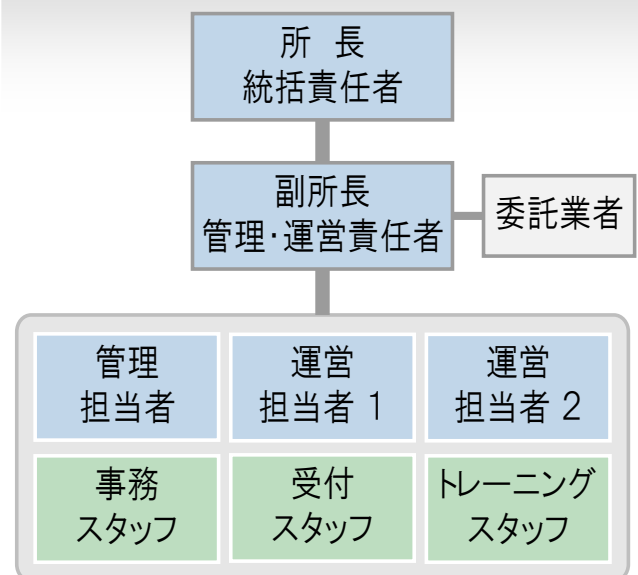 所 長
統括責任者
副所長
管理・運営責任者
委託業者
管理
担当者
運営
担当者 1
運営
担当者 2
事務
スタッフ
受付
スタッフ
トレーニング
スタッフ